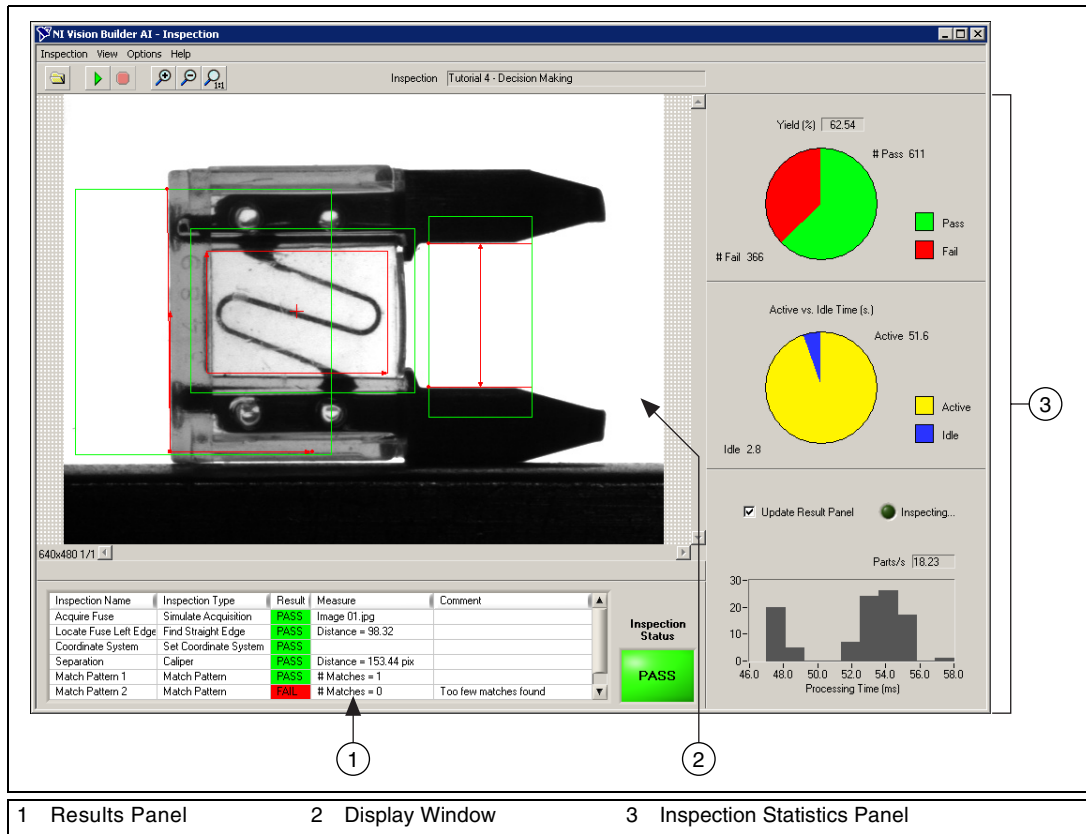 NI Vision Builder AI - Inspection
Inspection View Options Help
1:1
Inspection Tutorial 4 - Decision Making
Yield (%) 62.54
# Pass 611
Pass
Fail
# Fail 366
Active vs. Idle Time (s.)
Active 51.6
Active
Idle
Idle 2.8
3
Update Result Panel
Inspecting...
640x480 1/1
Parts/s 18.23
30
20
10
0
46.0 48.0 50.0 52.0 54.0 56.0 58.0
Processing Time (ms)
Inspection Name Inspection Type Result Measure Comment
Acquire Fuse Simulate Acquisition PASS Image 01.jpg
Locate Fuse Left Edge Find Straight Edge PASS Distance = 98.32
Coordinate System Set Coordinate System PASS
Separation Caliper PASS Distance = 153.44 pix
Match Pattern 1 Match Pattern PASS # Matches = 1
Match Pattern 2 Match Pattern FAIL # Matches = 0 Too few matches found
Inspection
Status
PASS
1
2
1 Results Panel 2 Display Window 3 Inspection Statistics Panel